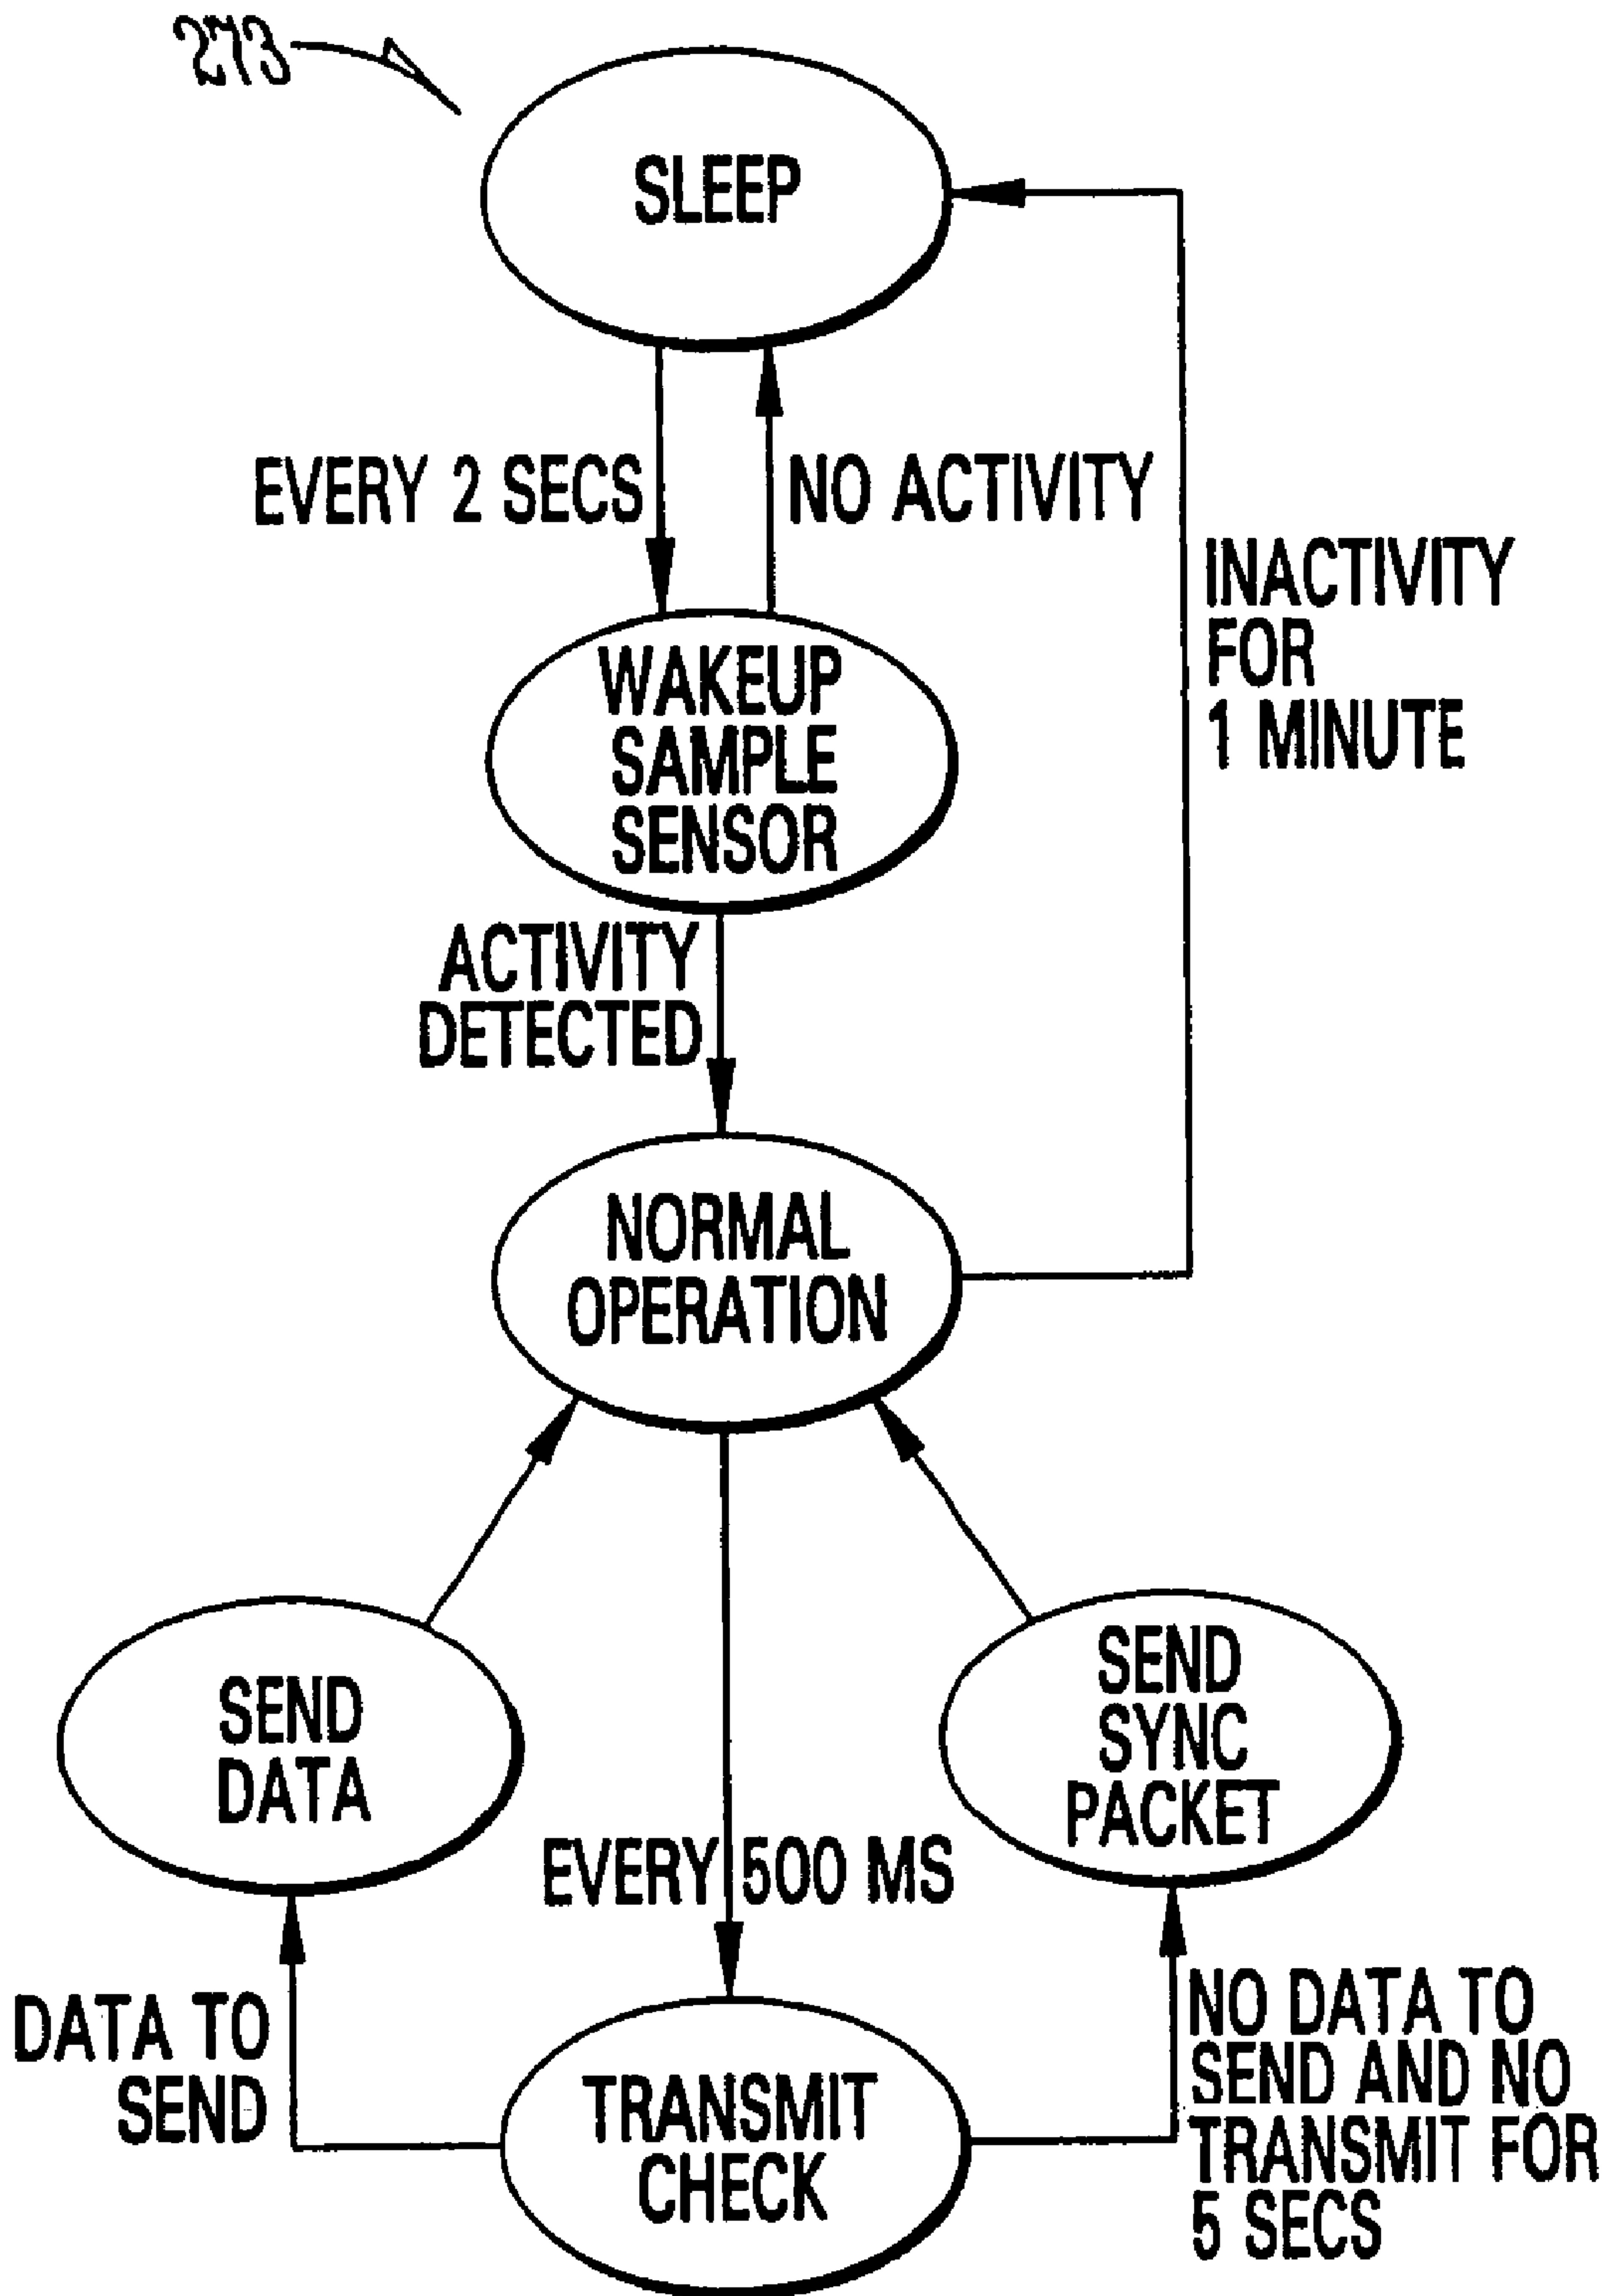 273
SLEEP
EVERY 2 SECS
NO ACTIVITY
INACTIVITY
FOR
1 MINUTE
WAKEUP
SAMPLE
SENSOR
ACTIVITY
DETECTED
NORMAL
OPERATION
SEND
DATA
SEND
SYNC
PACKET
EVERY 500 MS
DATA TO
SEND
NO DATA TO
SEND AND NO
TRANSMIT FOR
5 SECS
TRANSMIT
CHECK